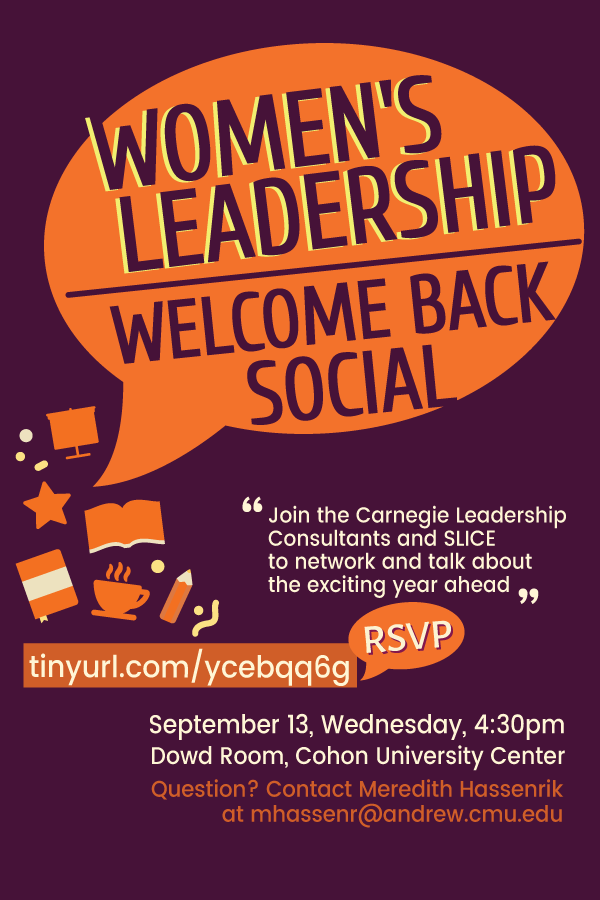 WOMEN'S
LEADERSHIP
WELCOME BACK
SOCIAL
“Join the Carnegie Leadership
Consultants and SLICE
to network and talk about
the exciting year ahead”
RSVP
tinyurl.com/ycebqq6g
September 13, Wednesday, 4:30pm
Dowd Room, Cohon University Center
Question? Contact Meredith Hassenrik
at mhassenr@andrew.cmu.edu